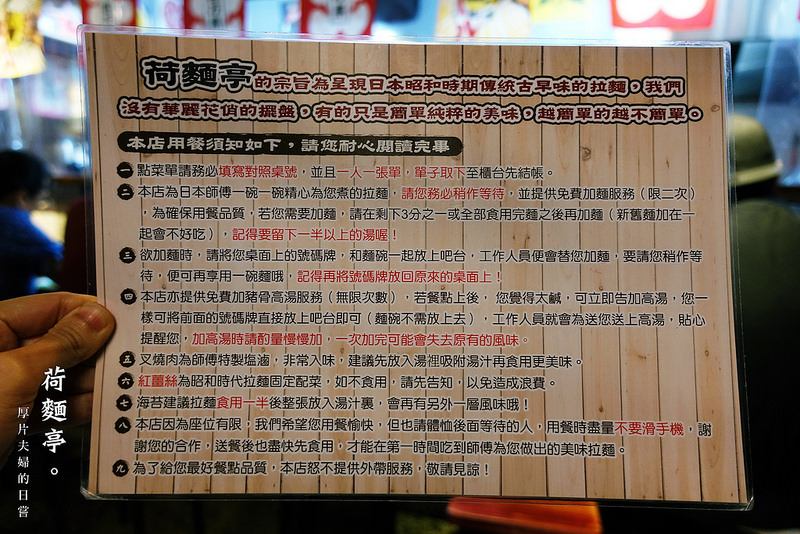 荷麵亭的宗旨為呈現日本昭和時期傳統古早味的拉麵，我們
沒有華麗花俏的擺盤，有的只是簡單純粹的美味，越簡單的越不簡單。
本店用餐須知如下，請您耐心閱讀完畢
一 點菜單請務必填寫對照桌號，並且一人一張單，單子取下至櫃台先結帳。
二 本店為日本師傅一碗一碗精心為您煮的拉麵，請您務必稍作等待，並提供免費加麵服務（限二次）
，為確保用餐品質，若您需要加麵，請在剩下3分之一或全部食用完麵之後再加麵（新舊麵加在一
起會不好吃），記得要留下一半以上的湯喔！
三 欲加麵時，請將您桌面上的號碼牌，和麵碗一起放上吧台，工作人員便會替您加麵，要請您稍作等
待，便可再享用一碗麵哦，記得再將號碼牌放回原來的桌面上！
四 本店亦提供免費加豬骨高湯服務（無限次數），若餐點上後， 您覺得太鹹，可立即告加高湯，您一
樣可將前面的號碼牌直接放上吧台即可（麵碗不需放上去），工作人員就會為送您送上高湯，貼心
提醒您，加高湯時請酌量慢慢加，一次加完可能會失去原有的風味。
五 叉燒肉為師傅特製塩滷，非常入味，建議先放入湯裡吸附湯汁再食用更美味。
六 紅薑絲為昭和時代拉麵固定配菜，如不食用，請先告知，以免造成浪費。
七 海苔建議拉麵食用一半後整張放入湯汁裏，會再有另外一層風味哦！
八 本店因為座位有限；我們希望您用餐愉快，但也請體恤後面等待的人，用餐時盡量不要滑手機，謝
謝您的合作，送餐後也盡快先食用，才能在第一時間吃到師傅為您做出的美味拉麵。
九 為了給您最好餐點品質，本店恕不提供外帶服務，敬請見諒！
荷麵亭。
厚片夫婦的日嘗